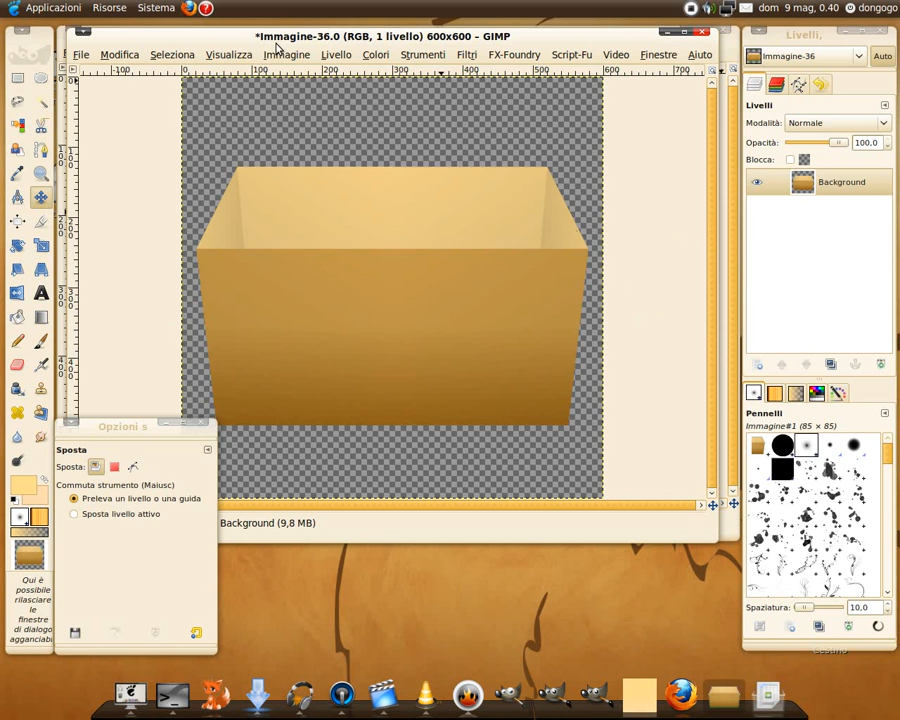 Applicazioni Risorse Sistema
dom 9 mag, 0.40 dongogo
*Immagine-36.0 (RGB, 1 livello) 600x600 – GIMP
File Modifica Seleziona Visualizza Immagine Livello Colori Strumenti Filtri FX-Foundry Script-Fu Video Finestre Aiuto
-100 0 100 200 300 400 500 600 700
Livelli,
Immagine-36 Auto
Livelli
Modalità: Normale
Opacità: 100,0
Blocca:
Background
Pennelli
Immagine#1 (85 × 85)
Spaziatura: 10,0
Opzioni s
Sposta
Sposta:
Commuta strumento (Maiusc)
Preleva un livello o una guida
Sposta livello attivo
Background (9,8 MB)
Qui è
possibile
rilasciare
le
finestre
di dialogo
agganciabi